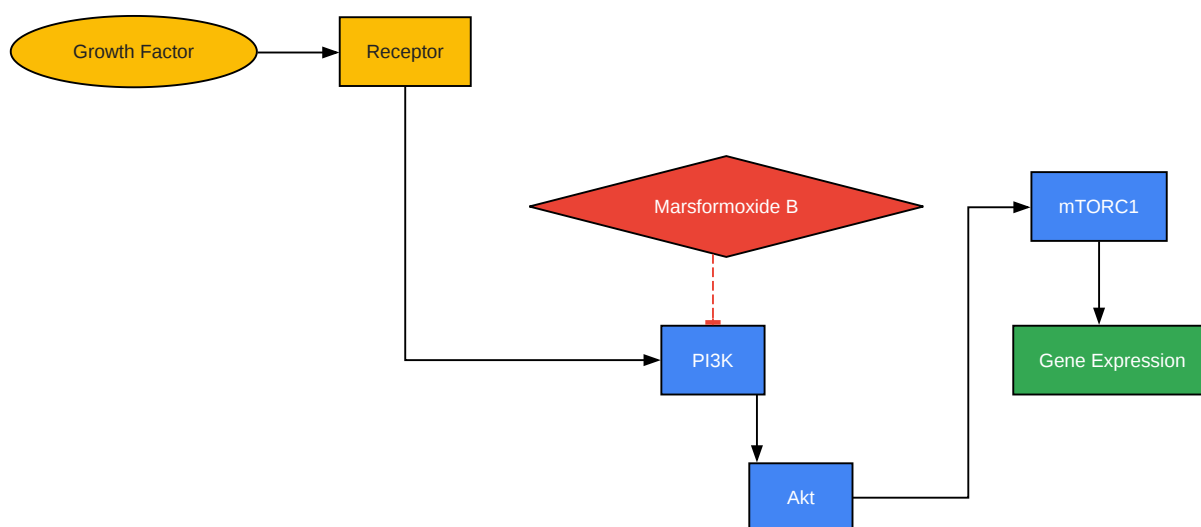 Growth Factor
Receptor
Marsformoxide B
mTORC1
PI3K
Gene Expression
Akt